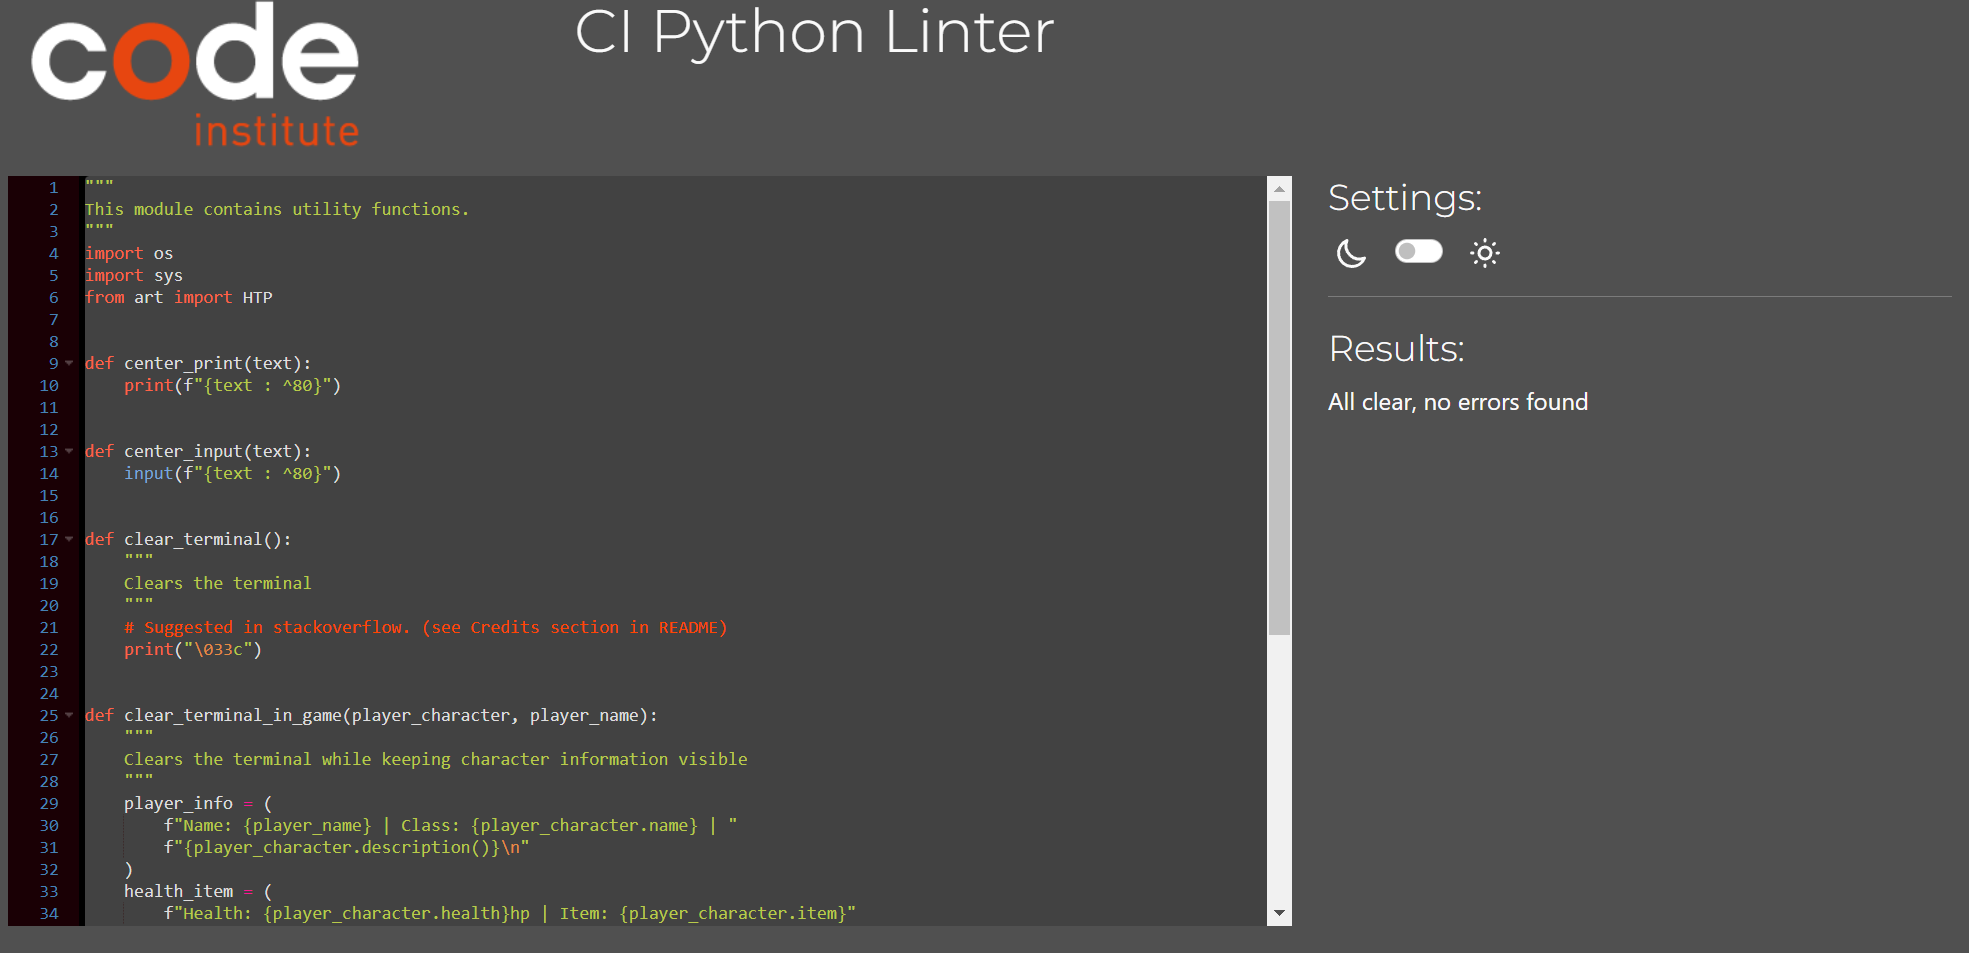 code
institute
CI Python Linter
1 """
2 This module contains utility functions.
3 """
4 import os
5 import sys
6 from art import HTP
7
8
9 def center_print(text):
10     print(f"{text : ^80}")
11
12
13 def center_input(text):
14     input(f"{text : ^80}")
15
16
17 def clear_terminal():
18     """
19     Clears the terminal
20     """
21     # Suggested in stackoverflow. (see Credits section in README)
22     print("\033c")
23
24
25 def clear_terminal_in_game(player_character, player_name):
26     """
27     Clears the terminal while keeping character information visible
28     """
29     player_info = (
30         f"Name: {player_name} | Class: {player_character.name} | "
31         f"{player_character.description()}\n"
32     )
33     health_item = (
34         f"Health: {player_character.health}hp | Item: {player_character.item}"
Settings:
Results:
All clear, no errors found